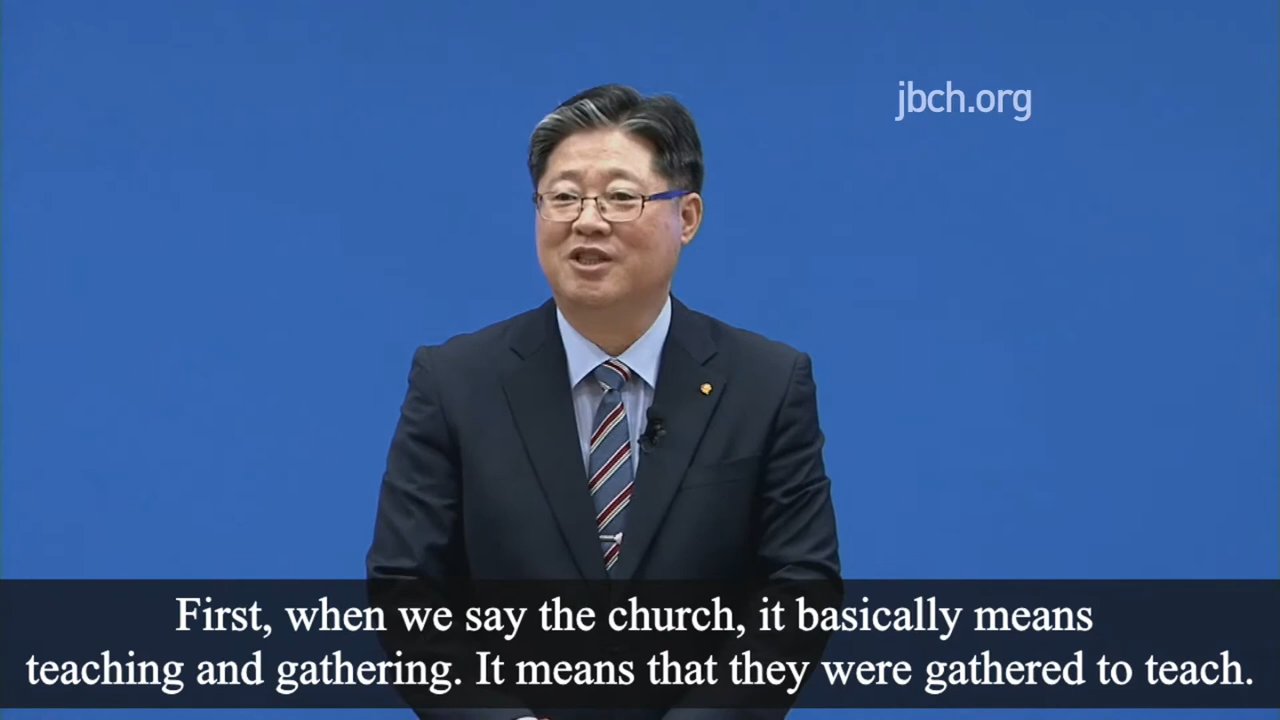 jbch.org
First, when we say the church, it basically means
teaching and gathering. It means that they were gathered to teach.